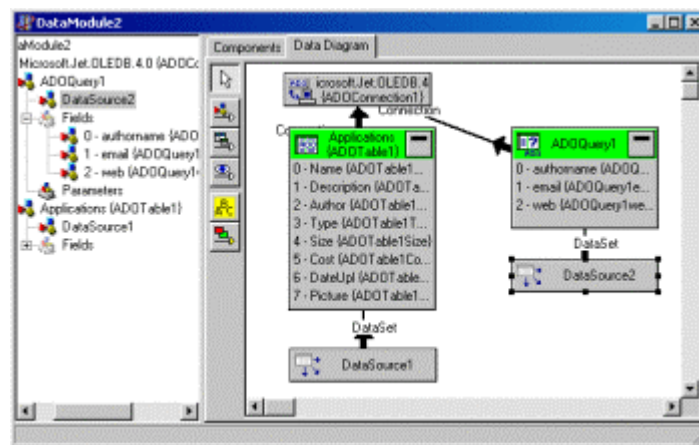 DataModule2
aModule2
Microsoft.Jet.OLEDB.4.0 {ADOCc
ADOQuery1
DataSource2
Fields
0 - authorname {ADO
1 - email {ADOQuery1
2 - web {ADOQuery1
Parameters
Applications {ADOTable1}
DataSource1
Fields
Components
Data Diagram
icrosoft.Jet.OLEDB.4
{ADOConnection1}
Connection
Co
Applications
{ADOTable1}
0 - Name {ADOTable1...
1 - Description {ADOTa...
2 - Author {ADOTable1...
3 - Type {ADOTable1T...
4 - Size {ADOTable1Size}
5 - Cost {ADOTable1Co...
6 - DateUpl {ADOTable...
7 - Picture {ADOTable1...
DataSet
DataSource1
ADOQuery1
0 - authorname {ADOQ...
1 - email {ADOQuery1e...
2 - web {ADOQuery1we...
DataSet
DataSource2